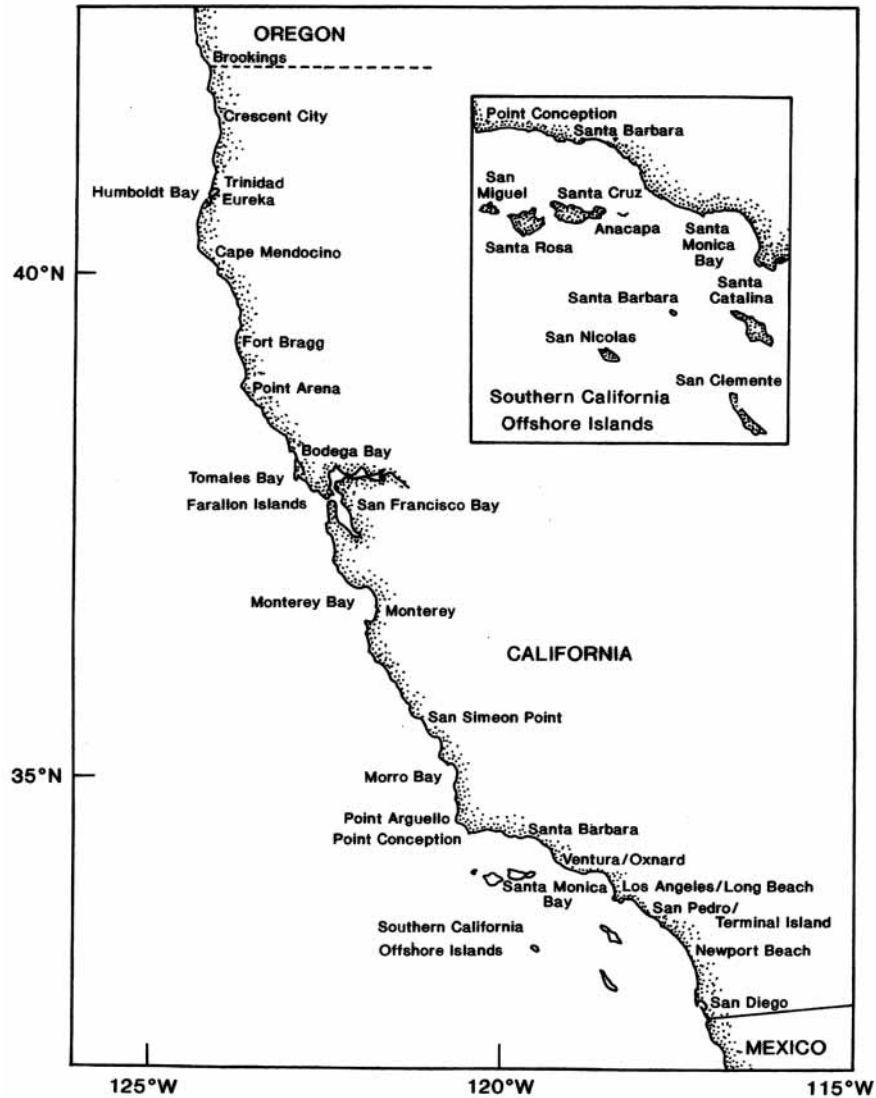 OREGON
Brookings
Crescent City
Humboldt Bay
Trinidad
Eureka
Cape Mendocino
40°N
Fort Bragg
Point Arena
Bodega Bay
Tomales Bay
Farallon Islands
San Francisco Bay
Monterey Bay
Monterey
CALIFORNIA
San Simeon Point
35°N
Morro Bay
Point Arguello
Point Conception
Santa Barbara
Ventura/Oxnard
Santa Monica
Bay
Los Angeles/Long Beach
San Pedro/
Terminal Island
Southern California
Offshore Islands
Newport Beach
San Diego
MEXICO
125°W
120°W
115°W
Point Conception
Santa Barbara
San
Miguel
Santa Cruz
Santa Rosa
Anacapa
Santa
Monica
Bay
Santa Barbara
Santa
Catalina
San Nicolas
San Clemente
Southern California
Offshore Islands